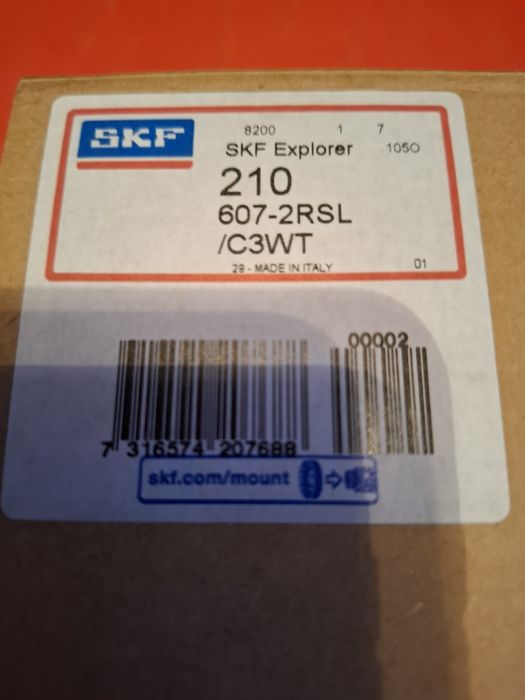 SKF
8200 1 7
SKF Explorer 105O
210
607-2RSL
/C3WT
29 - MADE IN ITALY 01
00002
7 316574 207688
skf.com/mount